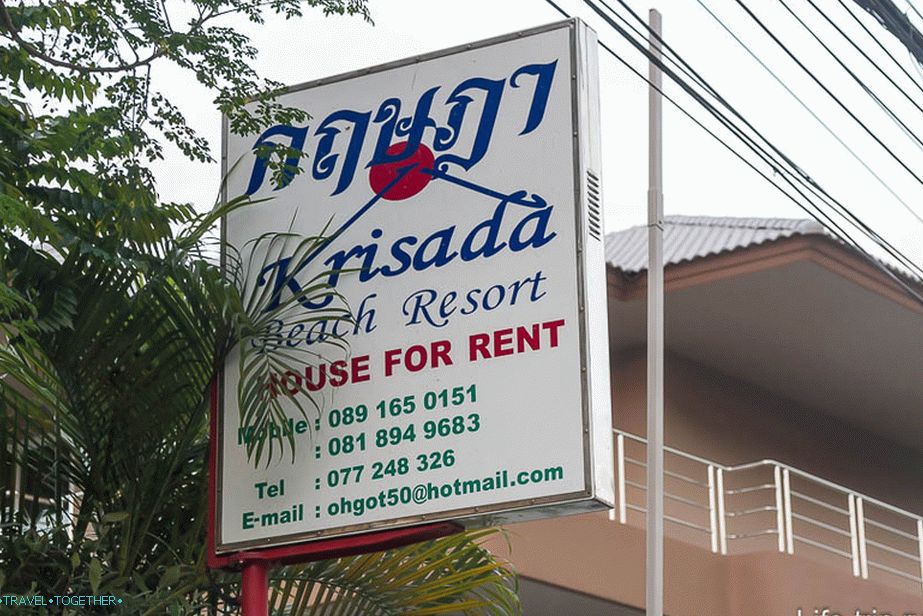 กฤษฎา
Krisada
Beach Resort
HOUSE FOR RENT
Mobile : 089 165 0151
: 081 894 9683
Tel : 077 248 326
E-mail : ohgot50@hotmail.com
•TRAVEL•TOGETHER•